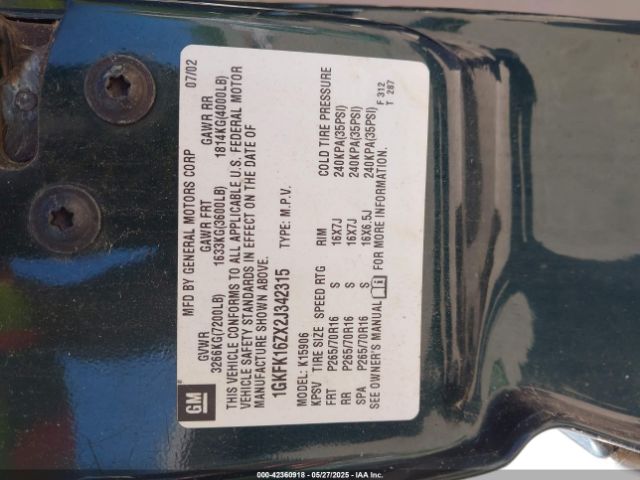 MFD BY GENERAL MOTORS CORP 07/02
GVWR GAWR FRT GAWR RR
3266KG(7200LB) 1633KG(3600LB) 1814KG(4000LB)
THIS VEHICLE CONFORMS TO ALL APPLICABLE U.S. FEDERAL MOTOR
VEHICLE SAFETY STANDARDS IN EFFECT ON THE DATE OF
MANUFACTURE SHOWN ABOVE.
1GKFK16ZX2J342315 TYPE: M.P.V.
MODEL: K15906
KPSV TIRE SIZE SPEED RTG RIM COLD TIRE PRESSURE
FRT P265/70R16 S 16X7J 240KPA(35PSI)
RR P265/70R16 S 16X7J 240KPA(35PSI)
SPA P265/70R16 S 16X6.5J 240KPA(35PSI)
SEE OWNER'S MANUAL FOR MORE INFORMATION.
F 312
T 287
GM
000-42360918 - 05/27/2025 - IAA Inc.